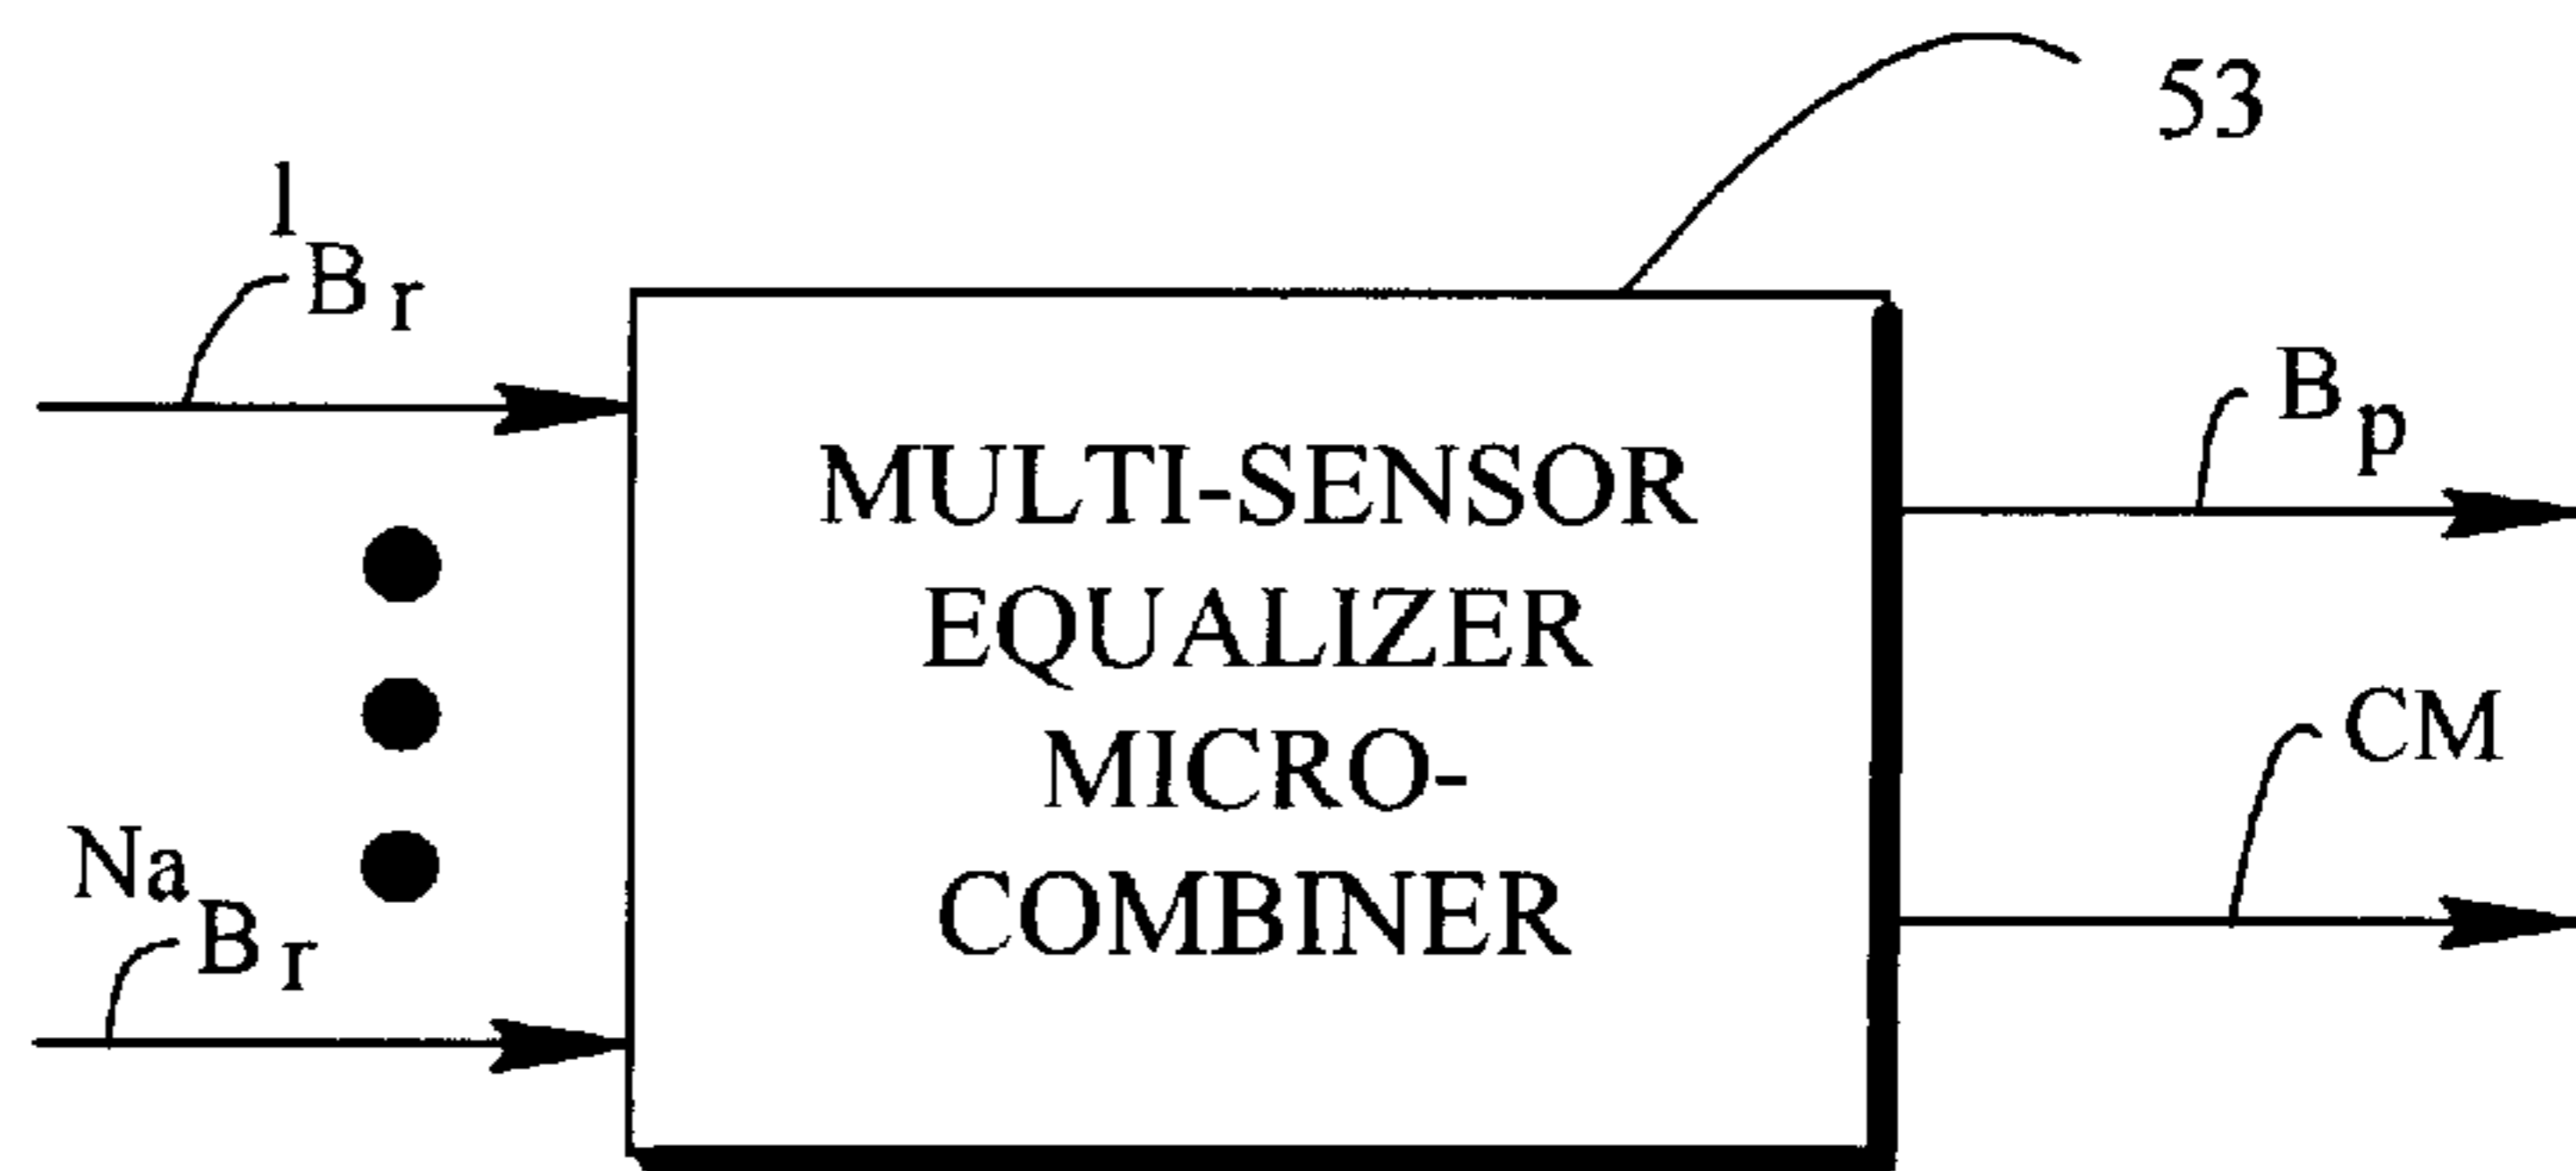 53
1
B r
B p
MULTI-SENSOR
EQUALIZER
MICRO-
COMBINER
CM
Na
B r